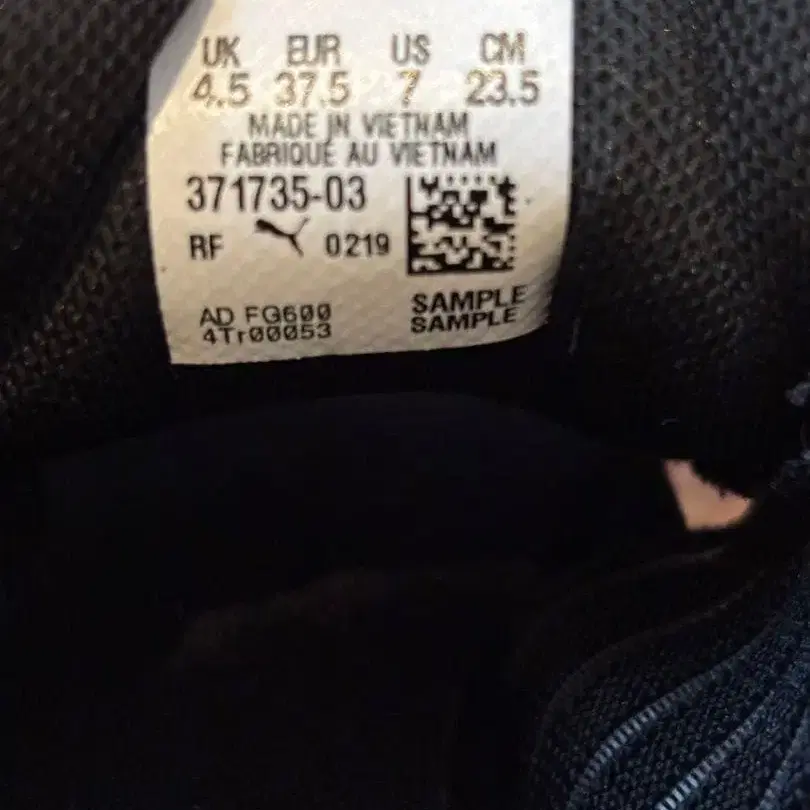 UK EUR US CM
4.5 37.5 7 23.5
MADE IN VIETNAM
FABRIQUÉ AU VIETNAM
371735-03
RF 0219
AD FG600 SAMPLE
4Tr00053 SAMPLE